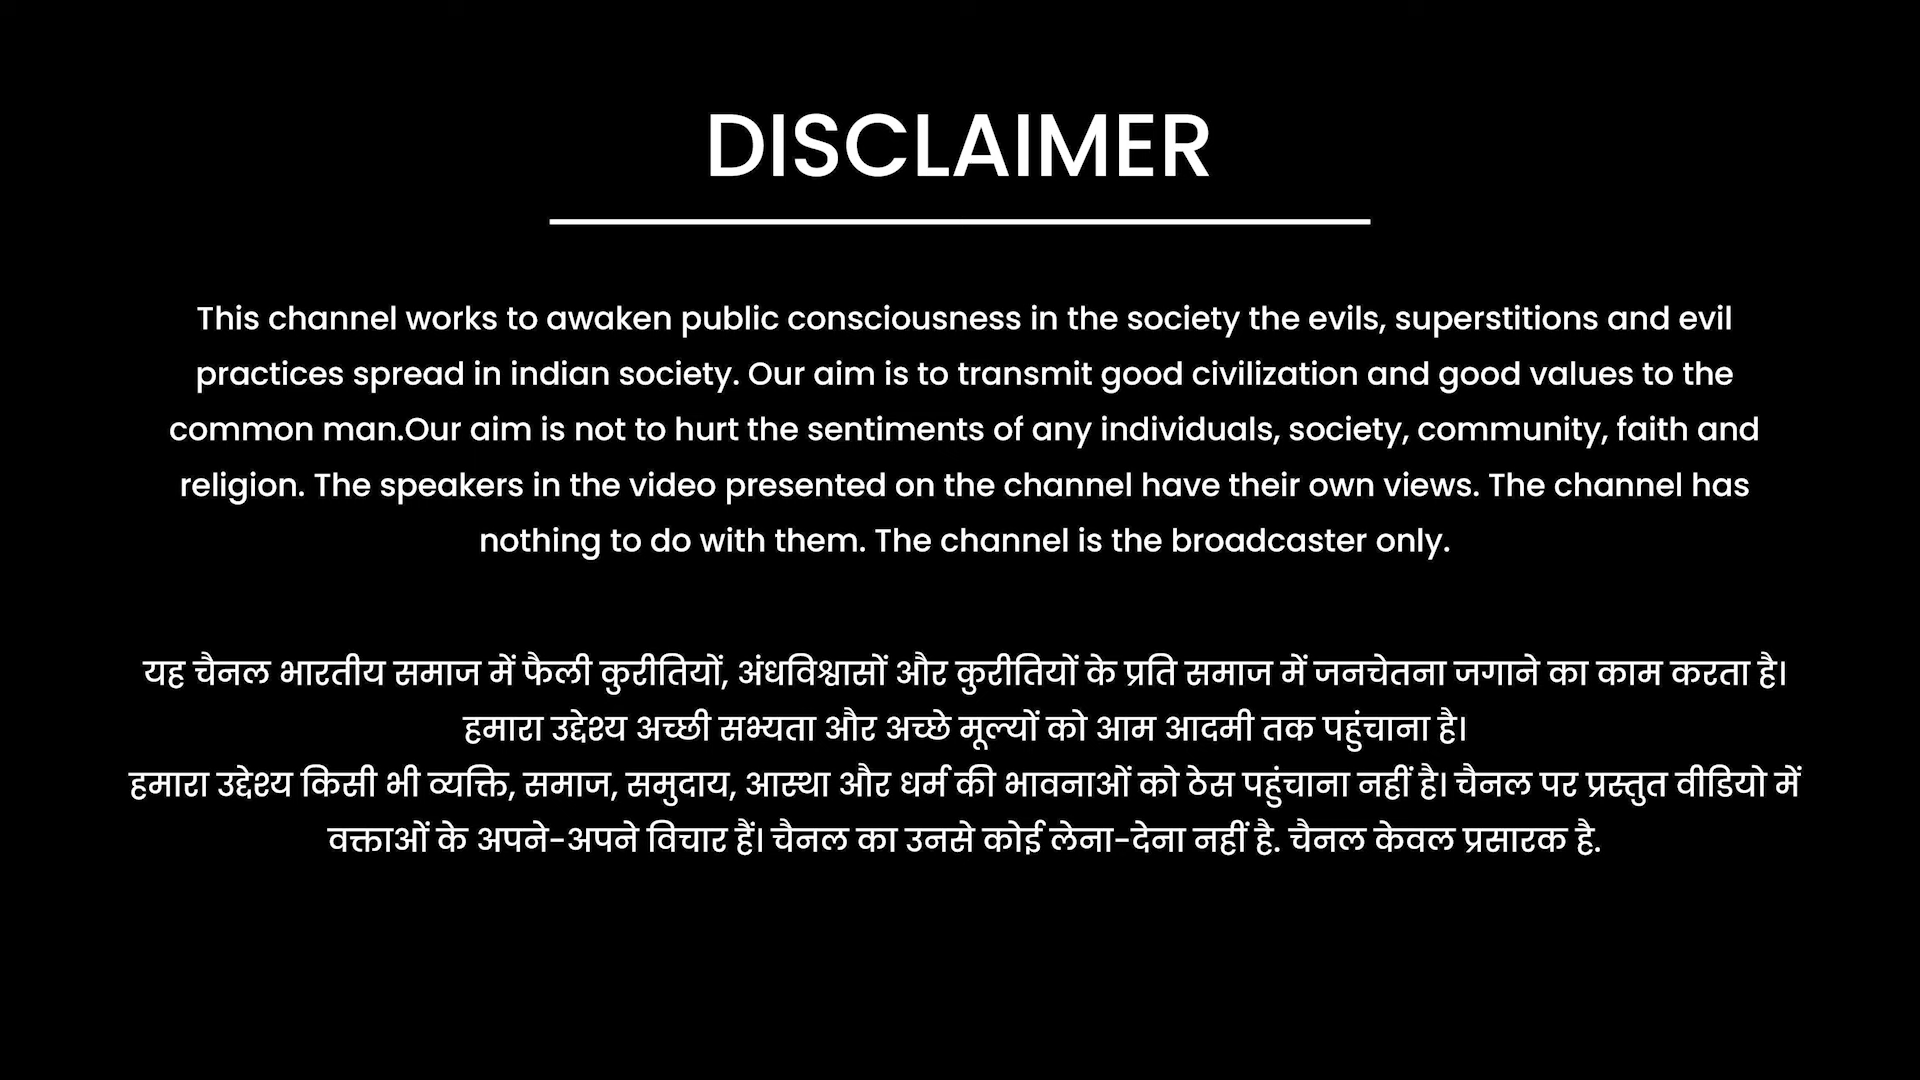 DISCLAIMER
This channel works to awaken public consciousness in the society the evils, superstitions and evil
practices spread in indian society. Our aim is to transmit good civilization and good values to the
common man.Our aim is not to hurt the sentiments of any individuals, society, community, faith and
religion. The speakers in the video presented on the channel have their own views. The channel has
nothing to do with them. The channel is the broadcaster only.
यह चैनल भारतीय समाज में फैली कुरीतियों, अंधविश्वासों और कुरीतियों के प्रति समाज में जनचेतना जगाने का काम करता है।
हमारा उद्देश्य अच्छी सभ्यता और अच्छे मूल्यों को आम आदमी तक पहुंचाना है।
हमारा उद्देश्य किसी भी व्यक्ति, समाज, समुदाय, आस्था और धर्म की भावनाओं को ठेस पहुंचाना नहीं है। चैनल पर प्रस्तुत वीडियो में
वक्ताओं के अपने-अपने विचार हैं। चैनल का उनसे कोई लेना-देना नहीं है. चैनल केवल प्रसारक है.